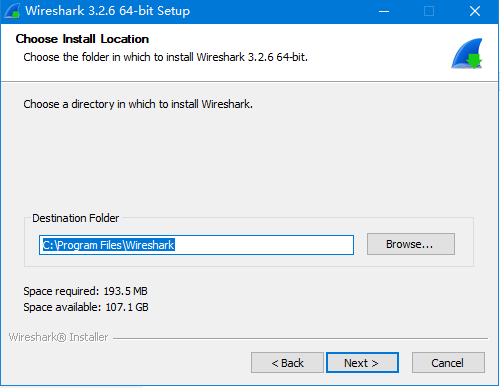 Wireshark 3.2.6 64-bit Setup
Choose Install Location
Choose the folder in which to install Wireshark 3.2.6 64-bit.
Choose a directory in which to install Wireshark.
Destination Folder
C:\Program Files\Wireshark
Browse...
Space required: 193.5 MB
Space available: 107.1 GB
Wireshark® Installer
< Back Next > Cancel